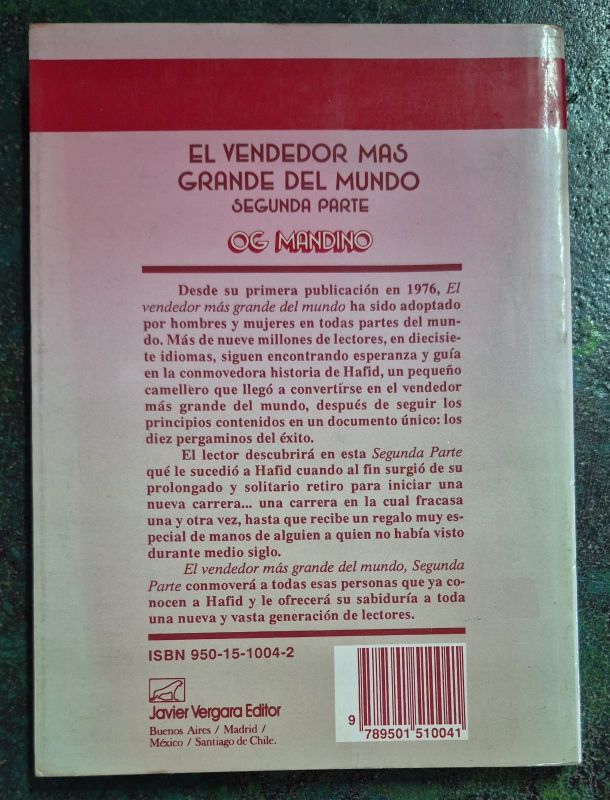 EL VENDEDOR MAS
GRANDE DEL MUNDO
SEGUNDA PARTE
OG MANDINO
Desde su primera publicación en 1976, El
vendedor más grande del mundo ha sido adoptado
por hombres y mujeres en todas partes del mun-
do. Más de nueve millones de lectores, en diecisie-
te idiomas, siguen encontrando esperanza y guía
en la conmovedora historia de Hafid, un pequeño
camellero que llegó a convertirse en el vendedor
más grande del mundo, después de seguir los
principios contenidos en un documento único: los
diez pergaminos del éxito.
El lector descubrirá en esta Segunda Parte
qué le sucedió a Hafid cuando al fin surgió de su
prolongado y solitario retiro para iniciar una
nueva carrera... una carrera en la cual fracasa
una y otra vez, hasta que recibe un regalo muy es-
pecial de manos de alguien a quien no había visto
durante medio siglo.
El vendedor más grande del mundo, Segunda
Parte conmoverá a todas esas personas que ya co-
nocen a Hafid y le ofrecerá su sabiduría a toda
una nueva y vasta generación de lectores.
ISBN 950-15-1004-2
Javier Vergara Editor
Buenos Aires / Madrid /
México / Santiago de Chile.
9 789501 510041